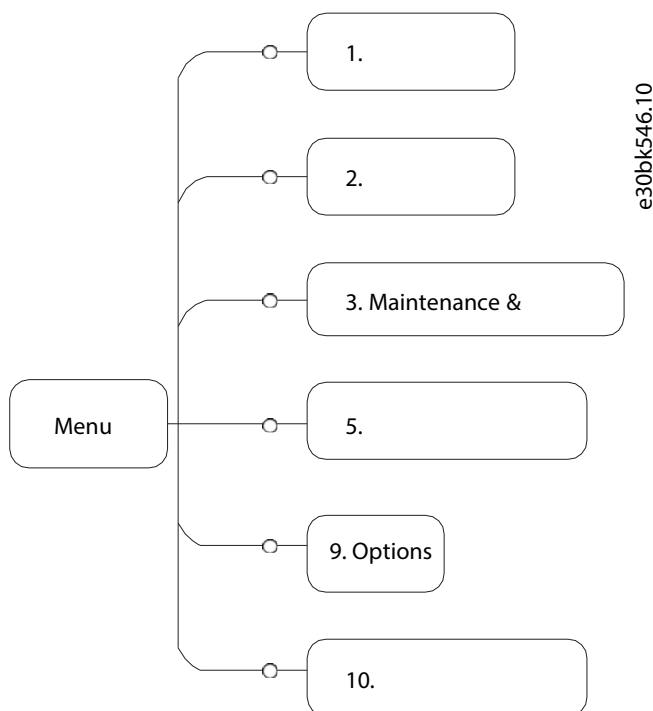 1.
e30bk546.10
2.
3. Maintenance &
Menu
5.
9. Options
10.